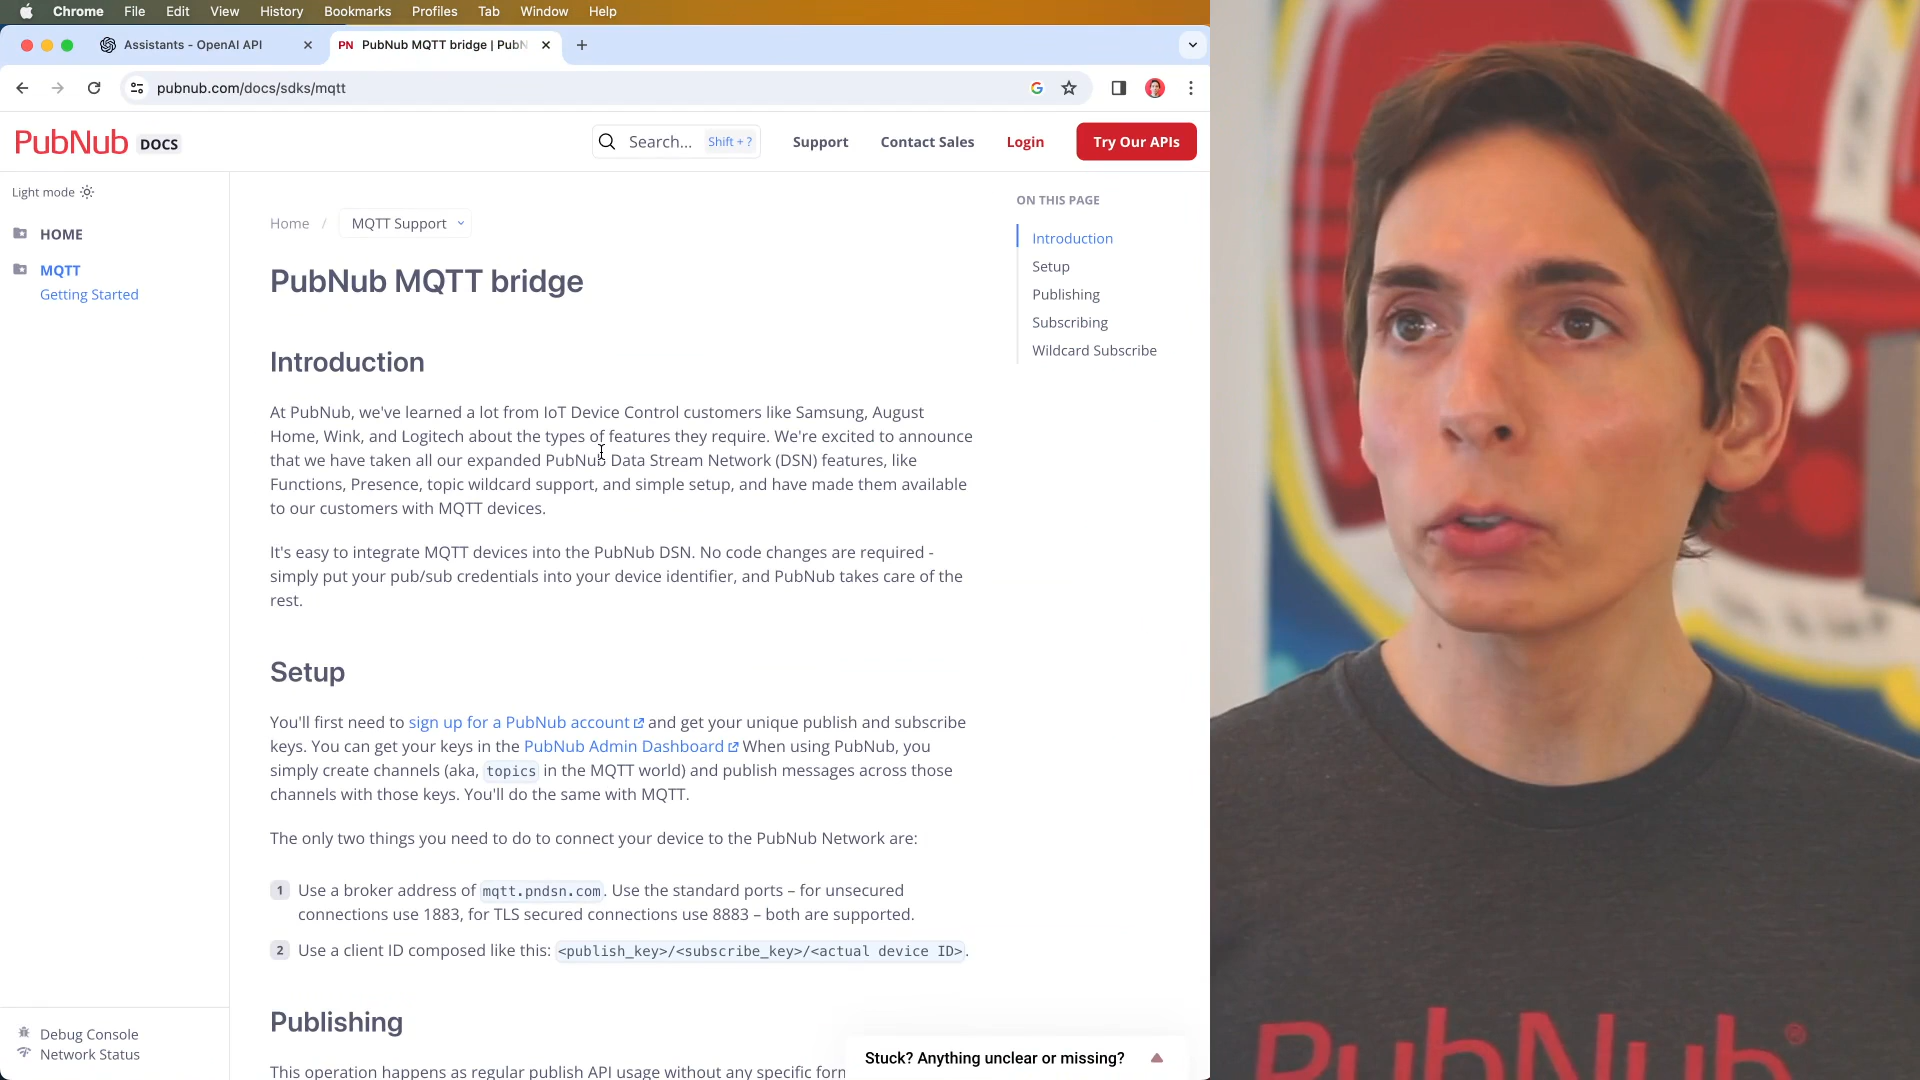 Chrome File Edit View History Bookmarks Profiles Tab Window Help
Assistants - OpenAI API
PN PubNub MQTT bridge | PubN
pubnub.com/docs/sdks/mqtt
PubNub DOCS
Search... Shift + ?
Support
Contact Sales
Login
Try Our APIs
Light mode
HOME
MQTT
Getting Started
Home / MQTT Support
PubNub MQTT bridge
Introduction
At PubNub, we've learned a lot from IoT Device Control customers like Samsung, August
Home, Wink, and Logitech about the types of features they require. We're excited to announce
that we have taken all our expanded PubNub Data Stream Network (DSN) features, like
Functions, Presence, topic wildcard support, and simple setup, and have made them available
to our customers with MQTT devices.
It's easy to integrate MQTT devices into the PubNub DSN. No code changes are required -
simply put your pub/sub credentials into your device identifier, and PubNub takes care of the
rest.
Setup
You'll first need to sign up for a PubNub account and get your unique publish and subscribe
keys. You can get your keys in the PubNub Admin Dashboard When using PubNub, you
simply create channels (aka, topics in the MQTT world) and publish messages across those
channels with those keys. You'll do the same with MQTT.
The only two things you need to do to connect your device to the PubNub Network are:
1 Use a broker address of mqtt.pndsn.com. Use the standard ports – for unsecured
connections use 1883, for TLS secured connections use 8883 – both are supported.
2 Use a client ID composed like this: <publish_key>/<subscribe_key>/<actual device ID>.
Publishing
This operation happens as regular publish API usage without any specific form
ON THIS PAGE
Introduction
Setup
Publishing
Subscribing
Wildcard Subscribe
Debug Console
Network Status
Stuck? Anything unclear or missing?
PubNub®